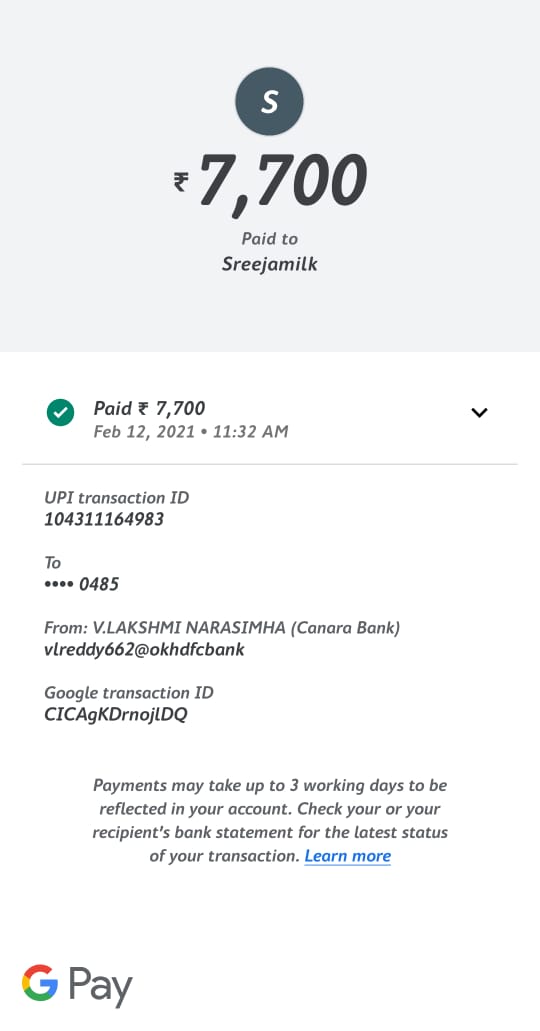 S
₹7,700
Paid to
Sreejamilk
Paid ₹ 7,700
Feb 12, 2021 • 11:32 AM
UPI transaction ID
104311164983
To
•••• 0485
From: V.LAKSHMI NARASIMHA (Canara Bank)
vlreddy662@okhdfcbank
Google transaction ID
CICAgKDrnojlDQ
Payments may take up to 3 working days to be
reflected in your account. Check your or your
recipient's bank statement for the latest status
of your transaction. Learn more
G Pay